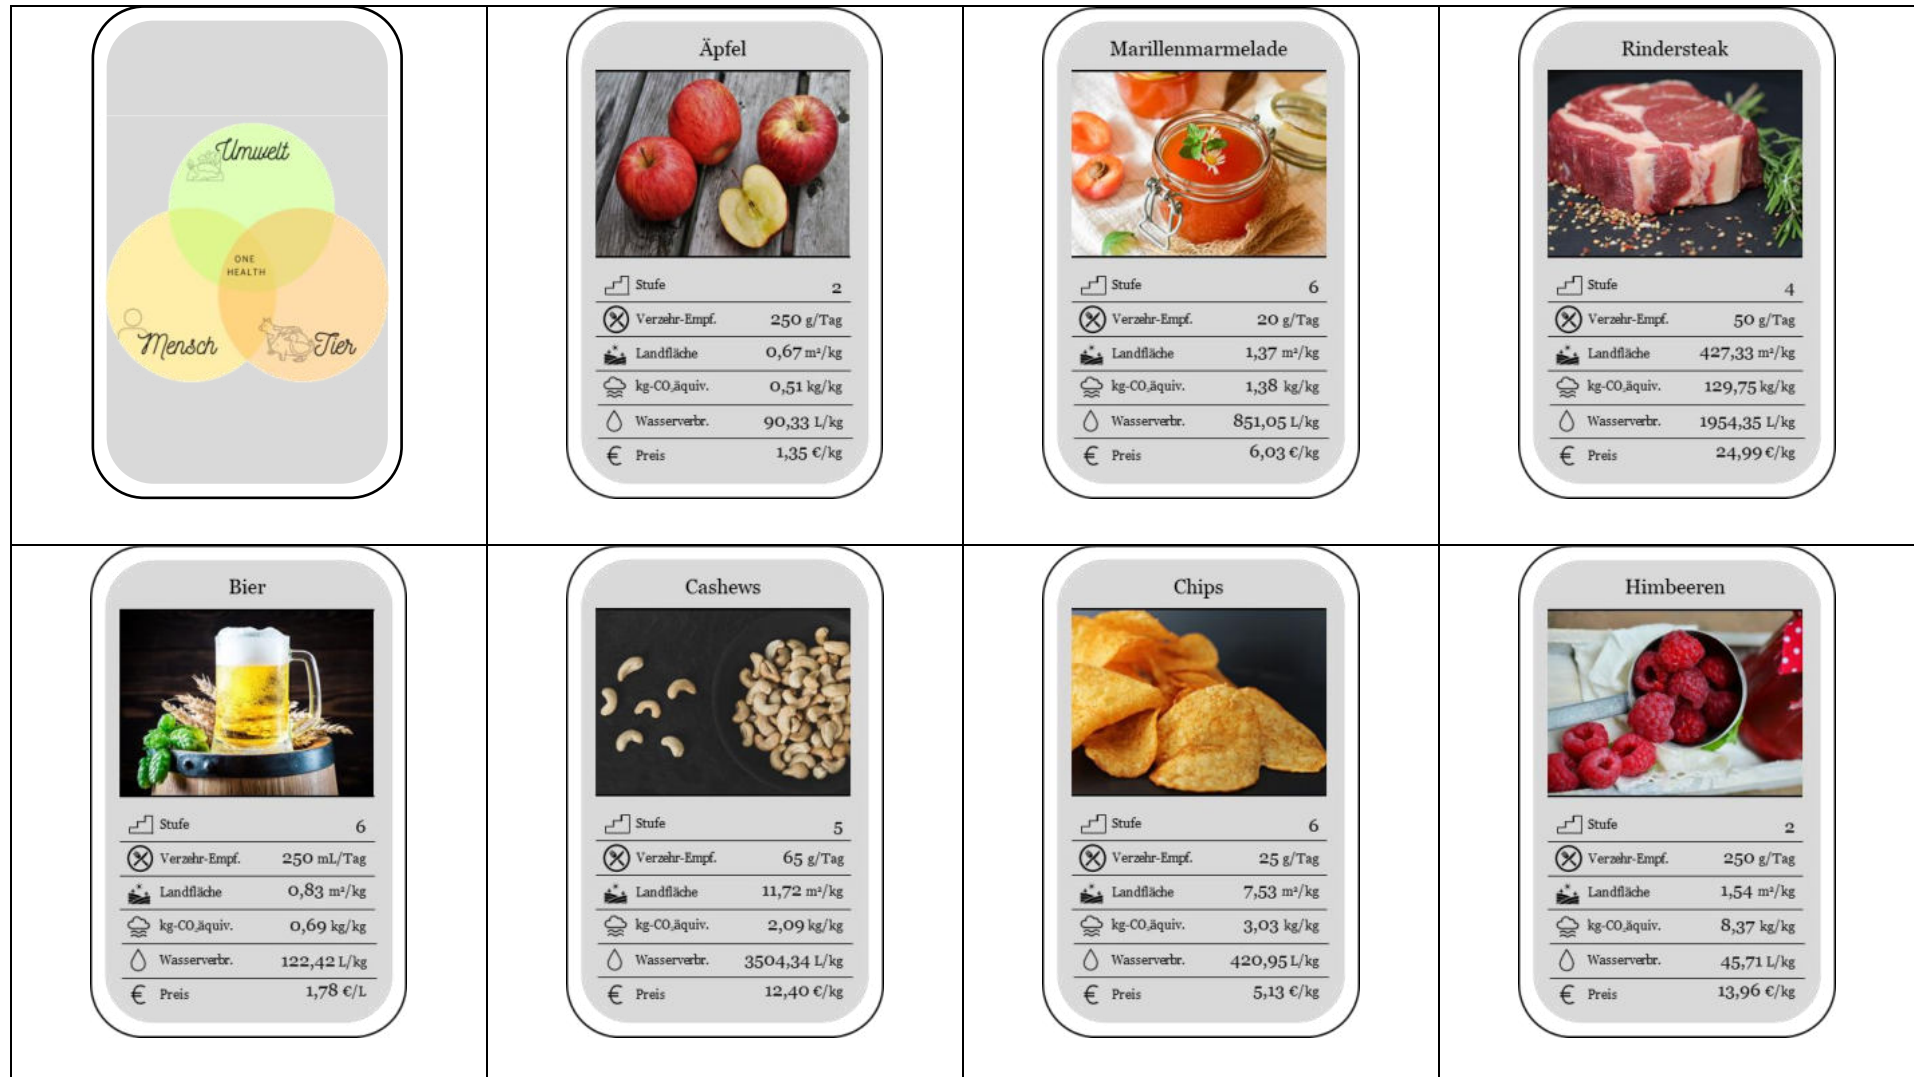 Umwelt
ONE
HEALTH
Mensch
Tier
Äpfel
Stufe 2
Verzehr-Empf. 250 g/Tag
Landfläche 0,67 m²/kg
kg-CO₂äquiv. 0,51 kg/kg
Wasserverbr. 90,33 L/kg
€ Preis 1,35 €/kg
Marillenmarmelade
Stufe 6
Verzehr-Empf. 20 g/Tag
Landfläche 1,37 m²/kg
kg-CO₂äquiv. 1,38 kg/kg
Wasserverbr. 851,05 L/kg
€ Preis 6,03 €/kg
Rindersteak
Stufe 4
Verzehr-Empf. 50 g/Tag
Landfläche 427,33 m²/kg
kg-CO₂äquiv. 129,75 kg/kg
Wasserverbr. 1954,35 L/kg
€ Preis 24,99 €/kg
Bier
Stufe 6
Verzehr-Empf. 250 mL/Tag
Landfläche 0,83 m²/kg
kg-CO₂äquiv. 0,69 kg/kg
Wasserverbr. 122,42 L/kg
€ Preis 1,78 €/L
Cashews
Stufe 5
Verzehr-Empf. 65 g/Tag
Landfläche 11,72 m²/kg
kg-CO₂äquiv. 2,09 kg/kg
Wasserverbr. 3504,34 L/kg
€ Preis 12,40 €/kg
Chips
Stufe 6
Verzehr-Empf. 25 g/Tag
Landfläche 7,53 m²/kg
kg-CO₂äquiv. 3,03 kg/kg
Wasserverbr. 420,95 L/kg
€ Preis 5,13 €/kg
Himbeeren
Stufe 2
Verzehr-Empf. 250 g/Tag
Landfläche 1,54 m²/kg
kg-CO₂äquiv. 8,37 kg/kg
Wasserverbr. 45,71 L/kg
€ Preis 13,96 €/kg